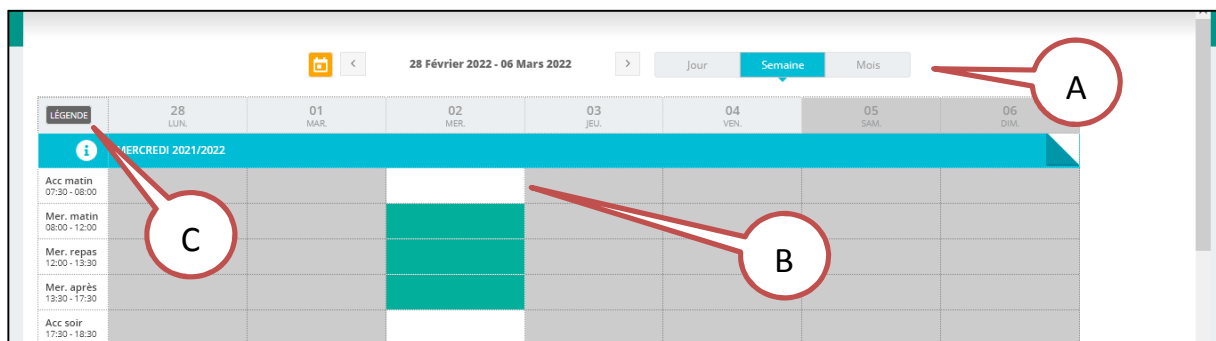 < 28 Février 2022 - 06 Mars 2022 > Jour Semaine Mois
A
LÉGENDE 28 01 02 03 04 05 06
LUN. MAR. MER. JEU. VEN. SAM. DIM.
i MERCREDI 2021/2022
Acc matin
07:30 - 08:00
Mer. matin
08:00 - 12:00
C
B
Mer. repas
12:00 - 13:30
Mer. après
13:30 - 17:30
Acc soir
17:30 - 18:30